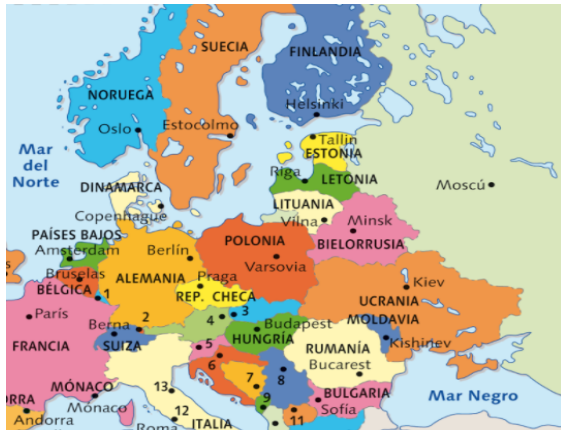 SUECIA
FINLANDIA
NORUEGA
Helsinki
Oslo
Estocolmo
Tallin
ESTONIA
Mar
del
Norte
Riga
LETONIA
DINAMARCA
Moscú
LITUANIA
Copenhague
Vilna
Minsk
BIELORRUSIA
PAÍSES BAJOS
Amsterdam
Berlín
POLONIA
Varsovia
Bruselas
BÉLGICA
ALEMANIA
Praga
REP. CHECA
Kiev
UCRANIA
1
París
2
3
4
MOLDAVIA
Berna
Budapest
HUNGRÍA
Kishinev
FRANCIA
SUIZA
5
6
RUMANÍA
Bucarest
7
8
MÓNACO
13
BULGARIA
Mar Negro
ORRA
Andorra
Mónaco
12
9
Sofía
11
Roma
ITALIA